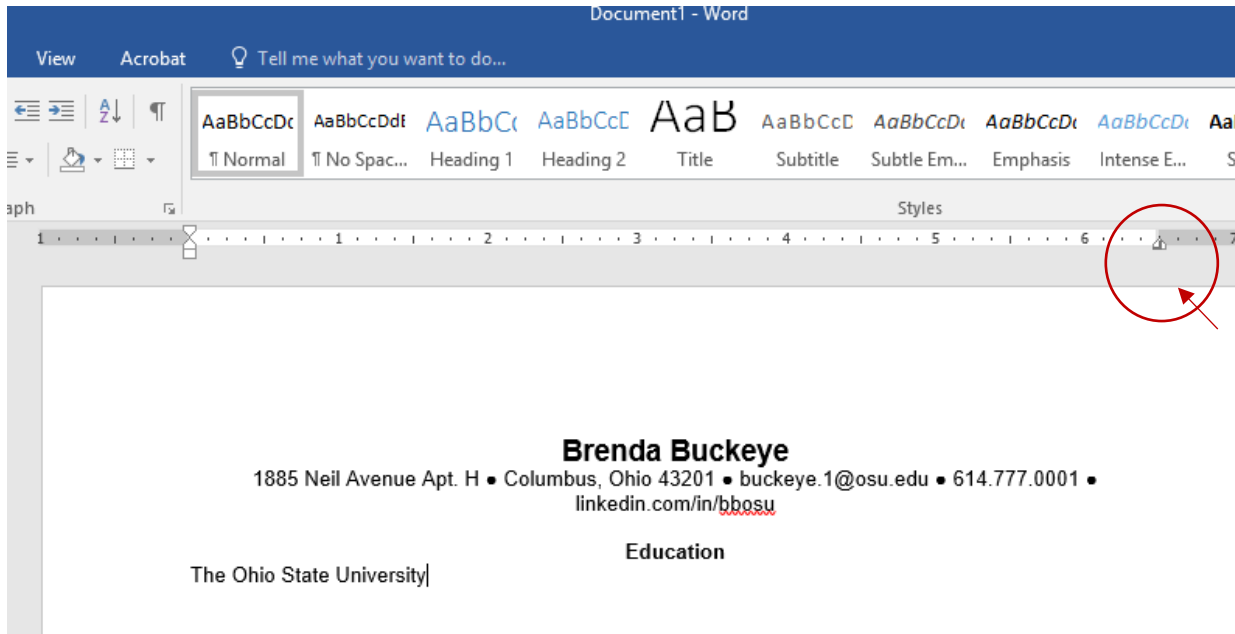 Document1 - Word
View Acrobat Tell me what you want to do...
AaBbCcDc AaBbCcDdE AaBbCc AaBbCcD AaB AaBbCcD AaBbCcDc AaBbCcDc AaBbCcDc Aa
¶ Normal ¶ No Spac... Heading 1 Heading 2 Title Subtitle Subtle Em... Emphasis Intense E... S
aph Styles
1 1 2 3 4 5 6 7
Brenda Buckeye
1885 Neil Avenue Apt. H ● Columbus, Ohio 43201 ● buckeye.1@osu.edu ● 614.777.0001 ●
linkedin.com/in/bbosu
Education
The Ohio State University